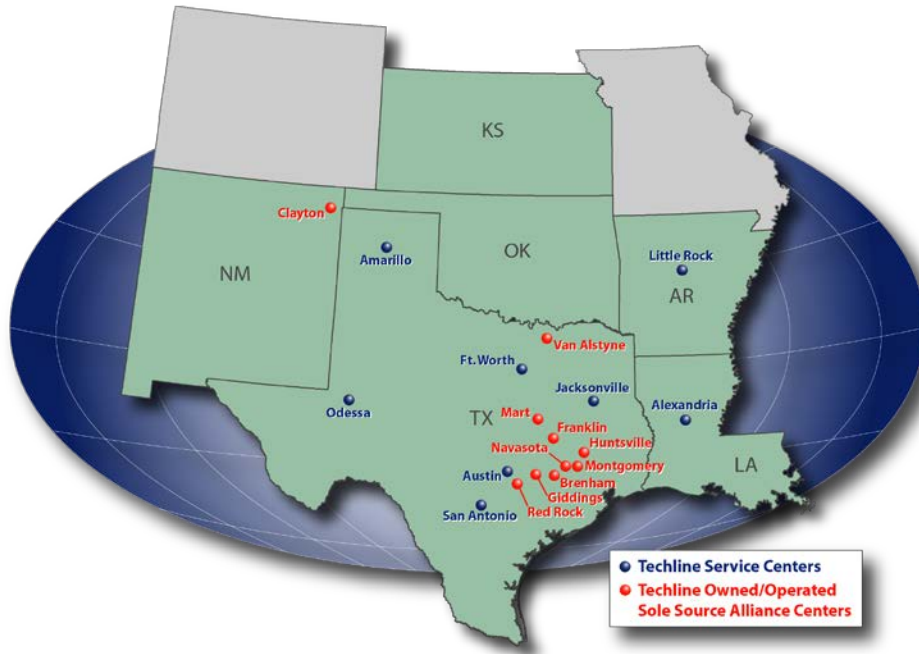 KS
Clayton
Amarillo
OK
NM
Little Rock
AR
Van Alstyne
Ft. Worth
Jacksonville
Odessa
Mart
TX
Alexandria
Franklin
Huntsville
Navasota
Montgomery
LA
Austin
Brenham
Giddings
Red Rock
San Antonio
Techline Service Centers
Techline Owned/Operated
Sole Source Alliance Centers